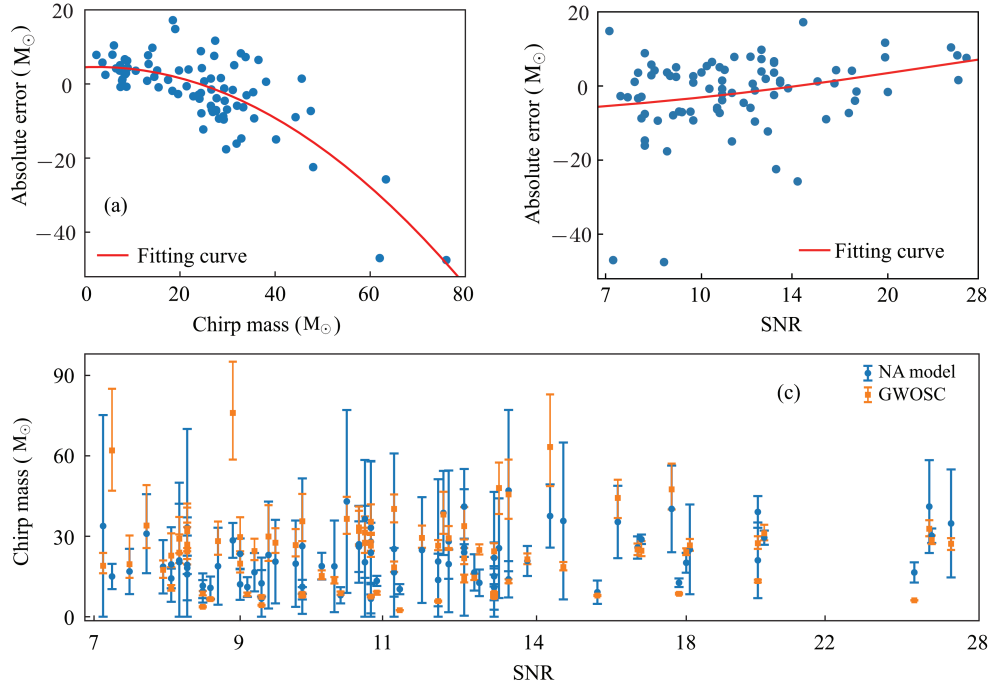 20
0
−20
−40
Absolute error (M⊙)
(a)
Fitting curve
0 20 40 60 80
Chirp mass (M⊙)
20
0
−20
−40
Absolute error (M⊙)
Fitting curve
7 10 14 20 28
SNR
90
60
30
0
Chirp mass (M⊙)
(c)
NA model
GWOSC
7 9 11 14 18 22 28
SNR